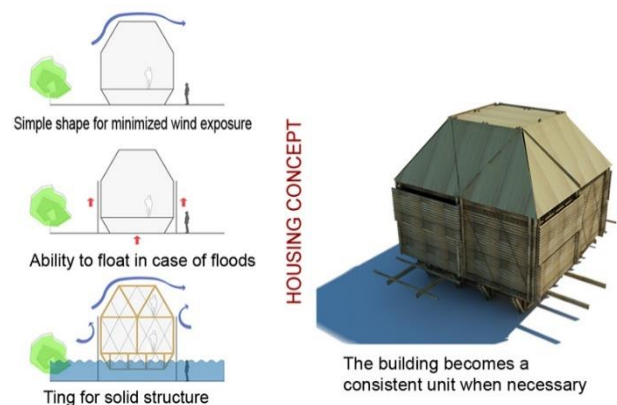 Simple shape for minimized wind exposure
Ability to float in case of floods
Ting for solid structure
HOUSING CONCEPT
The building becomes a
consistent unit when necessary